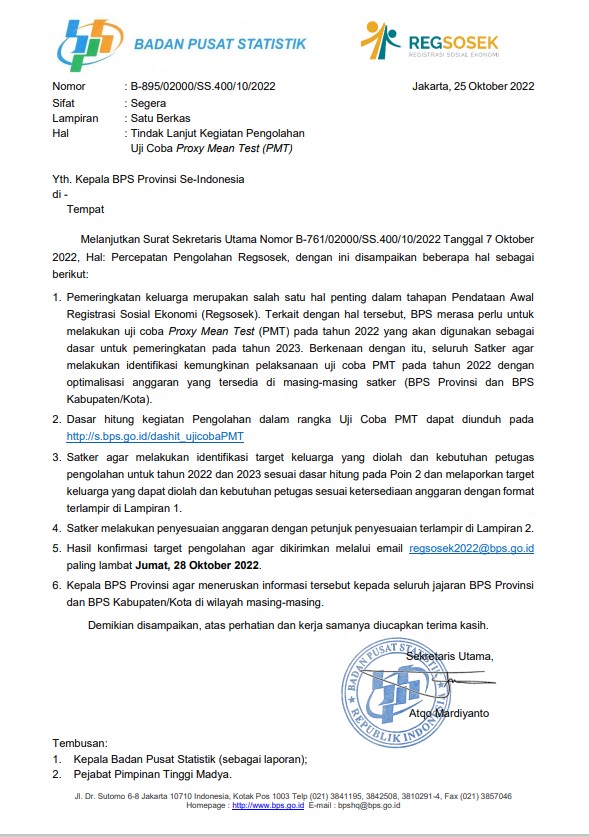 BADAN PUSAT STATISTIK
REGSOSEK
REGISTRASI SOSIAL EKONOMI
Nomor : B-895/02000/SS.400/10/2022 Jakarta, 25 Oktober 2022
Sifat : Segera
Lampiran : Satu Berkas
Hal : Tindak Lanjut Kegiatan Pengolahan
Uji Coba Proxy Mean Test (PMT)
Yth. Kepala BPS Provinsi Se-Indonesia
di -
Tempat
Melanjutkan Surat Sekretaris Utama Nomor B-761/02000/SS.400/10/2022 Tanggal 7 Oktober
2022, Hal: Percepatan Pengolahan Regsosek, dengan ini disampaikan beberapa hal sebagai
berikut:
1. Pemeringkatan keluarga merupakan salah satu hal penting dalam tahapan Pendataan Awal
Registrasi Sosial Ekonomi (Regsosek). Terkait dengan hal tersebut, BPS merasa perlu untuk
melakukan uji coba Proxy Mean Test (PMT) pada tahun 2022 yang akan digunakan sebagai
dasar untuk pemeringkatan pada tahun 2023. Berkenaan dengan itu, seluruh Satker agar
melakukan identifikasi kemungkinan pelaksanaan uji coba PMT pada tahun 2022 dengan
optimalisasi anggaran yang tersedia di masing-masing satker (BPS Provinsi dan BPS
Kabupaten/Kota).
2. Dasar hitung kegiatan Pengolahan dalam rangka Uji Coba PMT dapat diunduh pada
http://s.bps.go.id/dashit_ujicobaPMT
3. Satker agar melakukan identifikasi target keluarga yang diolah dan kebutuhan petugas
pengolahan untuk tahun 2022 dan 2023 sesuai dasar hitung pada Poin 2 dan melaporkan target
keluarga yang dapat diolah dan kebutuhan petugas sesuai ketersediaan anggaran dengan format
terlampir di Lampiran 1.
4. Satker melakukan penyesuaian anggaran dengan petunjuk penyesuaian terlampir di Lampiran 2.
5. Hasil konfirmasi target pengolahan agar dikirimkan melalui email regsosek2022@bps.go.id
paling lambat Jumat, 28 Oktober 2022.
6. Kepala BPS Provinsi agar meneruskan informasi tersebut kepada seluruh jajaran BPS Provinsi
dan BPS Kabupaten/Kota di wilayah masing-masing.
Demikian disampaikan, atas perhatian dan kerja samanya diucapkan terima kasih.
Sekretaris Utama,
BADAN PUSAT STATISTIK
REPUBLIK INDONESIA
Atqo Mardiyanto
Tembusan:
1. Kepala Badan Pusat Statistik (sebagai laporan);
2. Pejabat Pimpinan Tinggi Madya.
Jl. Dr. Sutomo 6-8 Jakarta 10710 Indonesia, Kotak Pos 1003 Telp (021) 3841195, 3842508, 3810291-4, Fax (021) 3857046
Homepage : http://www.bps.go.id E-mail : bpshq@bps.go.id